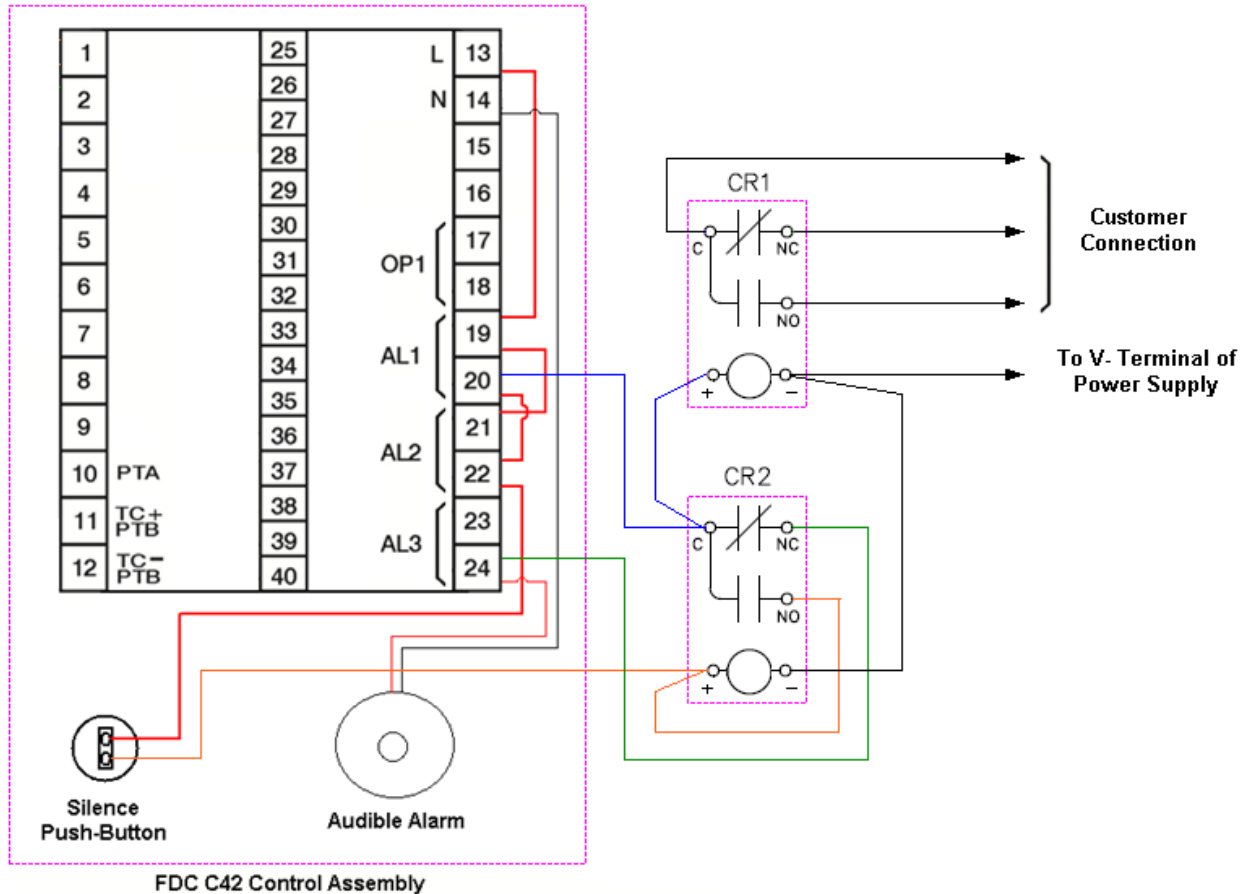 1
2
3
4
5
6
7
8
9
10 PTA
11 TC+
PTB
12 TC−
PTB
25
26
27
28
29
30
31
32
33
34
35
36
37
38
39
40
L 13
N 14
15
16
OP1
17
18
AL1
19
20
AL2
21
22
AL3
23
24
CR1
C
NC
NO
+ −
CR2
C
NC
NO
+ −
Customer
Connection
To V- Terminal of
Power Supply
Silence
Push-Button
Audible Alarm
FDC C42 Control Assembly